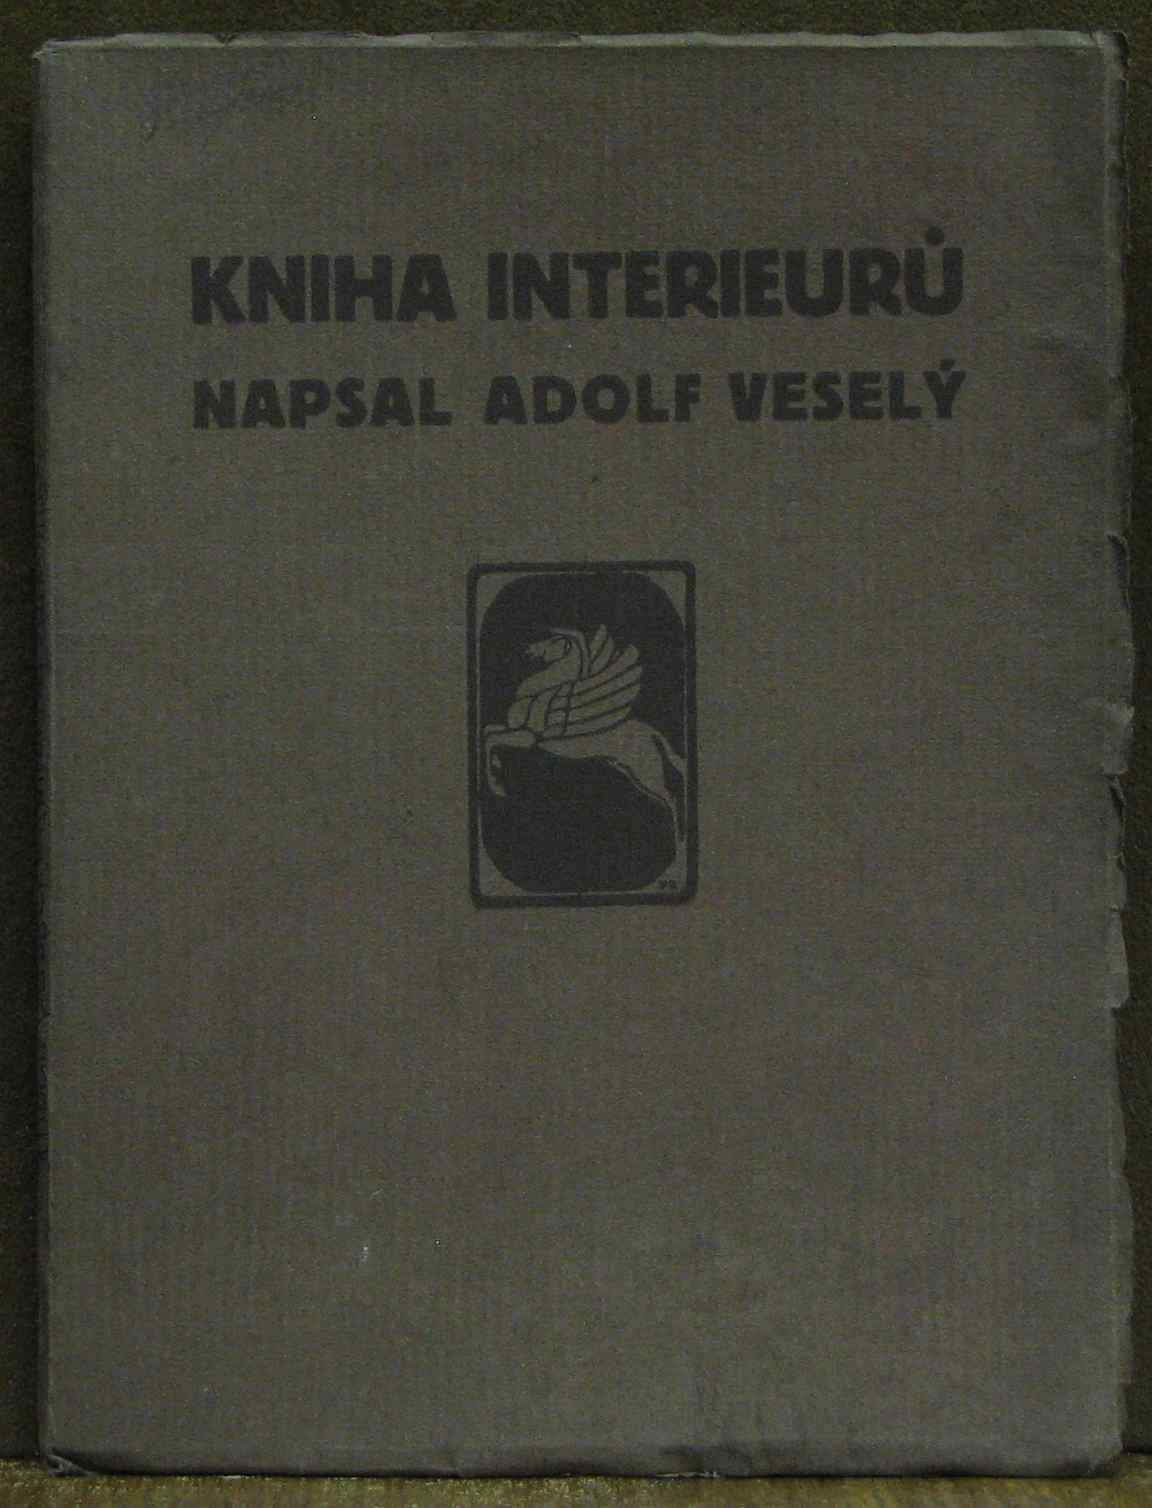 KNIHA INTERIEURŮ
NAPSAL ADOLF VESELÝ